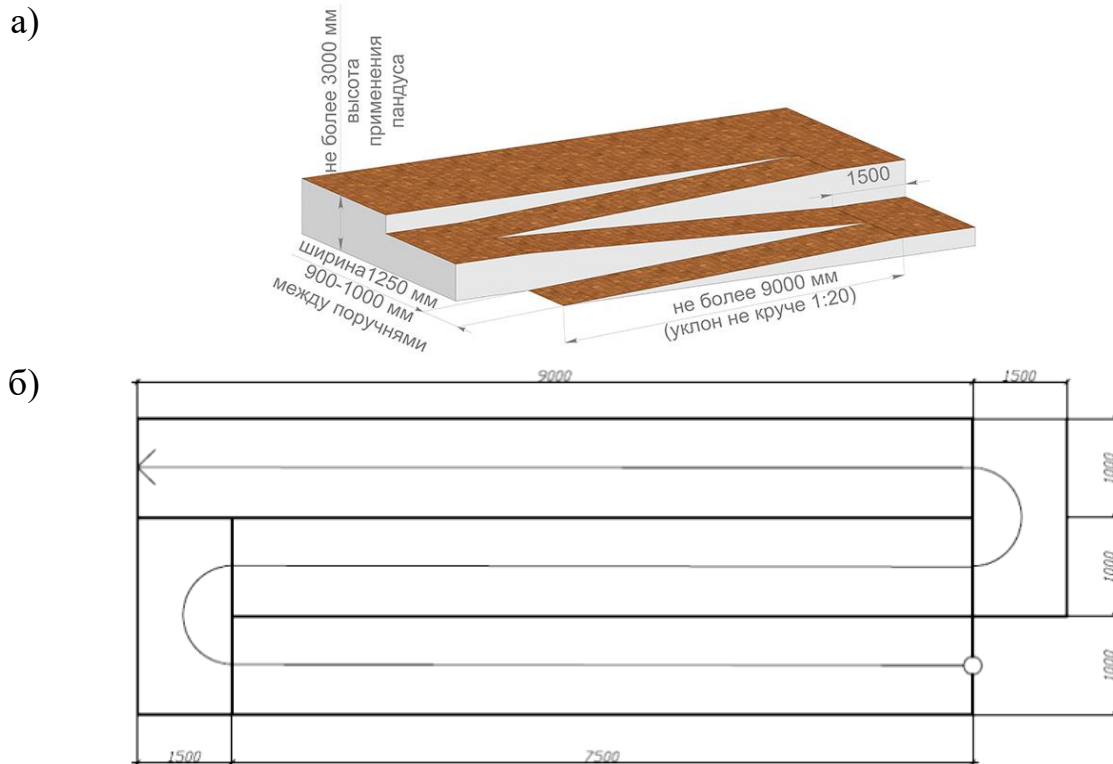 а)
не более 3000 мм
высота
применения
пандуса
1500
ширина1250 мм
900-1000 мм
между поручнями
не более 9000 мм
(уклон не круче 1:20)
б)
9000
1500
1000
1000
1000
1500
7500